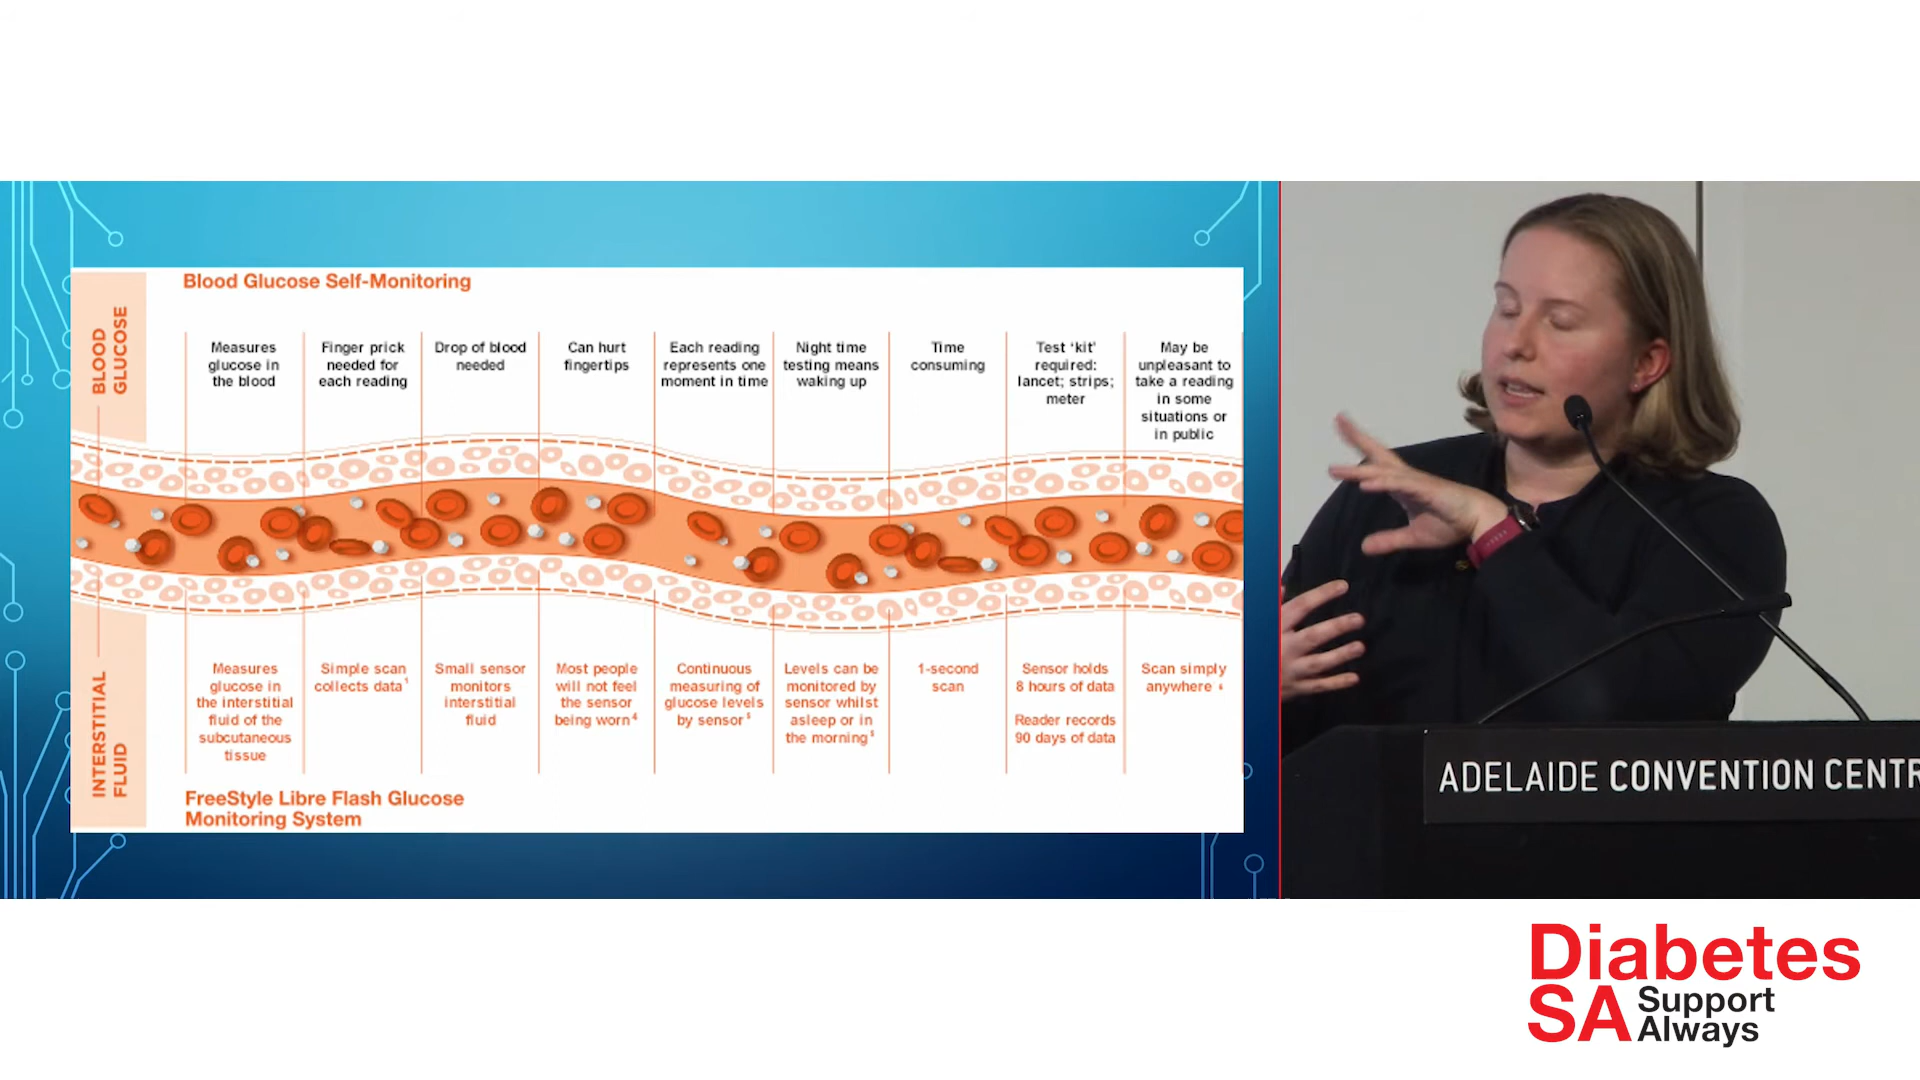 Blood Glucose Self-Monitoring
BLOOD
GLUCOSE
Measures
glucose in
the blood
Finger prick
needed for
each reading
Drop of blood
needed
Can hurt
fingertips
Each reading
represents one
moment in time
Night time
testing means
waking up
Time
consuming
Test ‘kit’
required:
lancet; strips;
meter
May be
unpleasant to
take a reading
in some
situations or
in public
INTERSTITIAL
FLUID
Measures
glucose in
the interstitial
fluid of the
subcutaneous
tissue
Simple scan
collects data¹
Small sensor
monitors
interstitial
fluid
Most people
will not feel
the sensor
being worn⁴
Continuous
measuring of
glucose levels
by sensor⁵
Levels can be
monitored by
sensor whilst
asleep or in
the morning⁵
1-second
scan
Sensor holds
8 hours of data
Reader records
90 days of data
Scan simply
anywhere
FreeStyle Libre Flash Glucose
Monitoring System
ADELAIDE CONVENTION CENTR
Diabetes
SA Support
Always